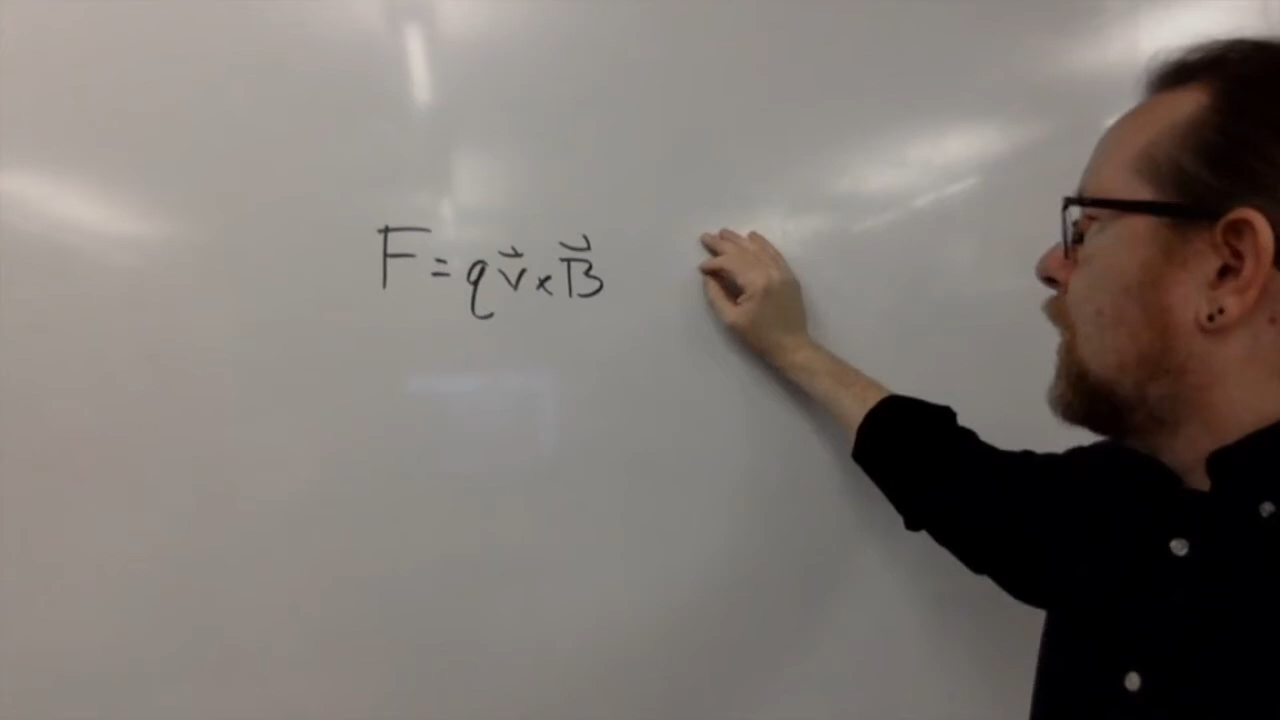 F = q v⃗ × B⃗